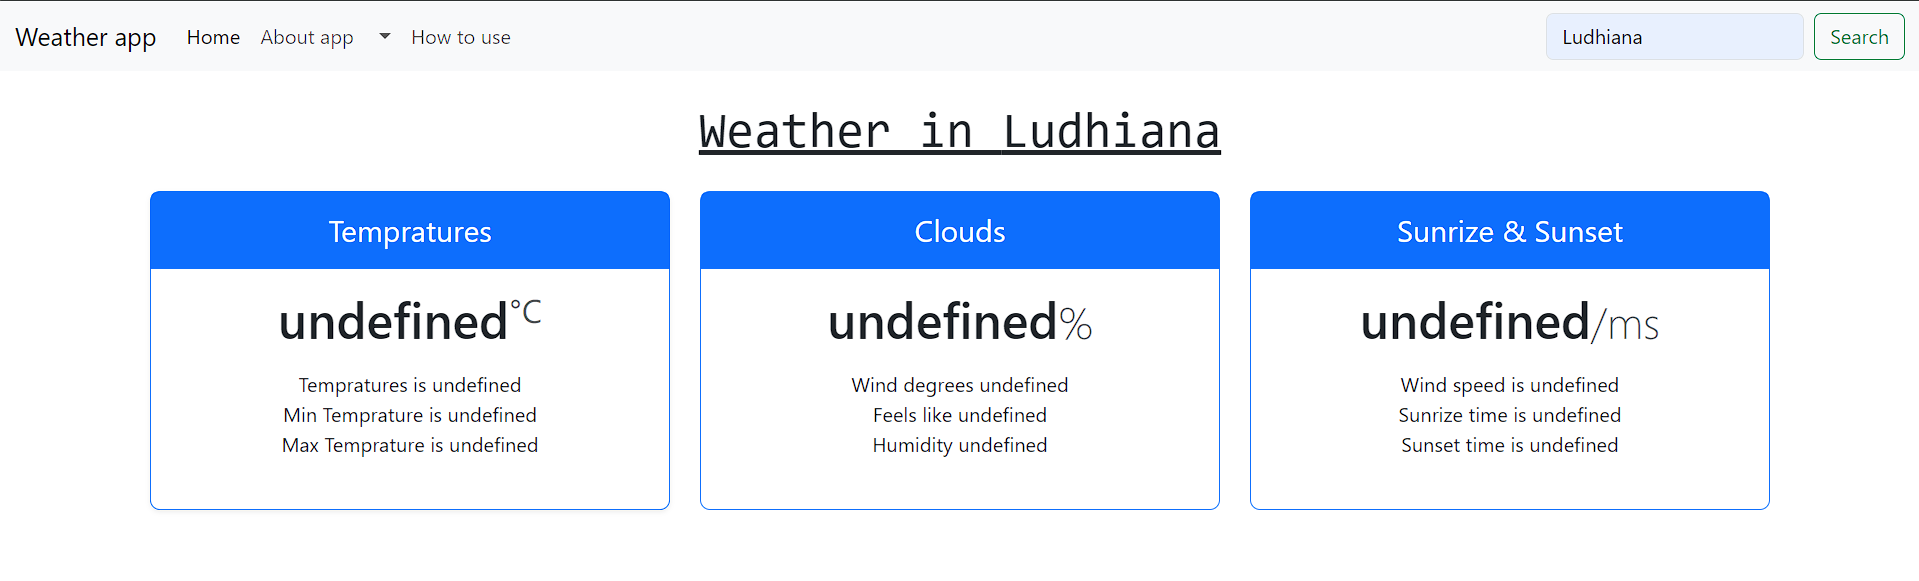 Weather app Home About app How to use Ludhiana Search
Weather in Ludhiana
Tempratures
undefined°C
Tempratures is undefined
Min Temprature is undefined
Max Temprature is undefined
Clouds
undefined%
Wind degrees undefined
Feels like undefined
Humidity undefined
Sunrize & Sunset
undefined/ms
Wind speed is undefined
Sunrize time is undefined
Sunset time is undefined